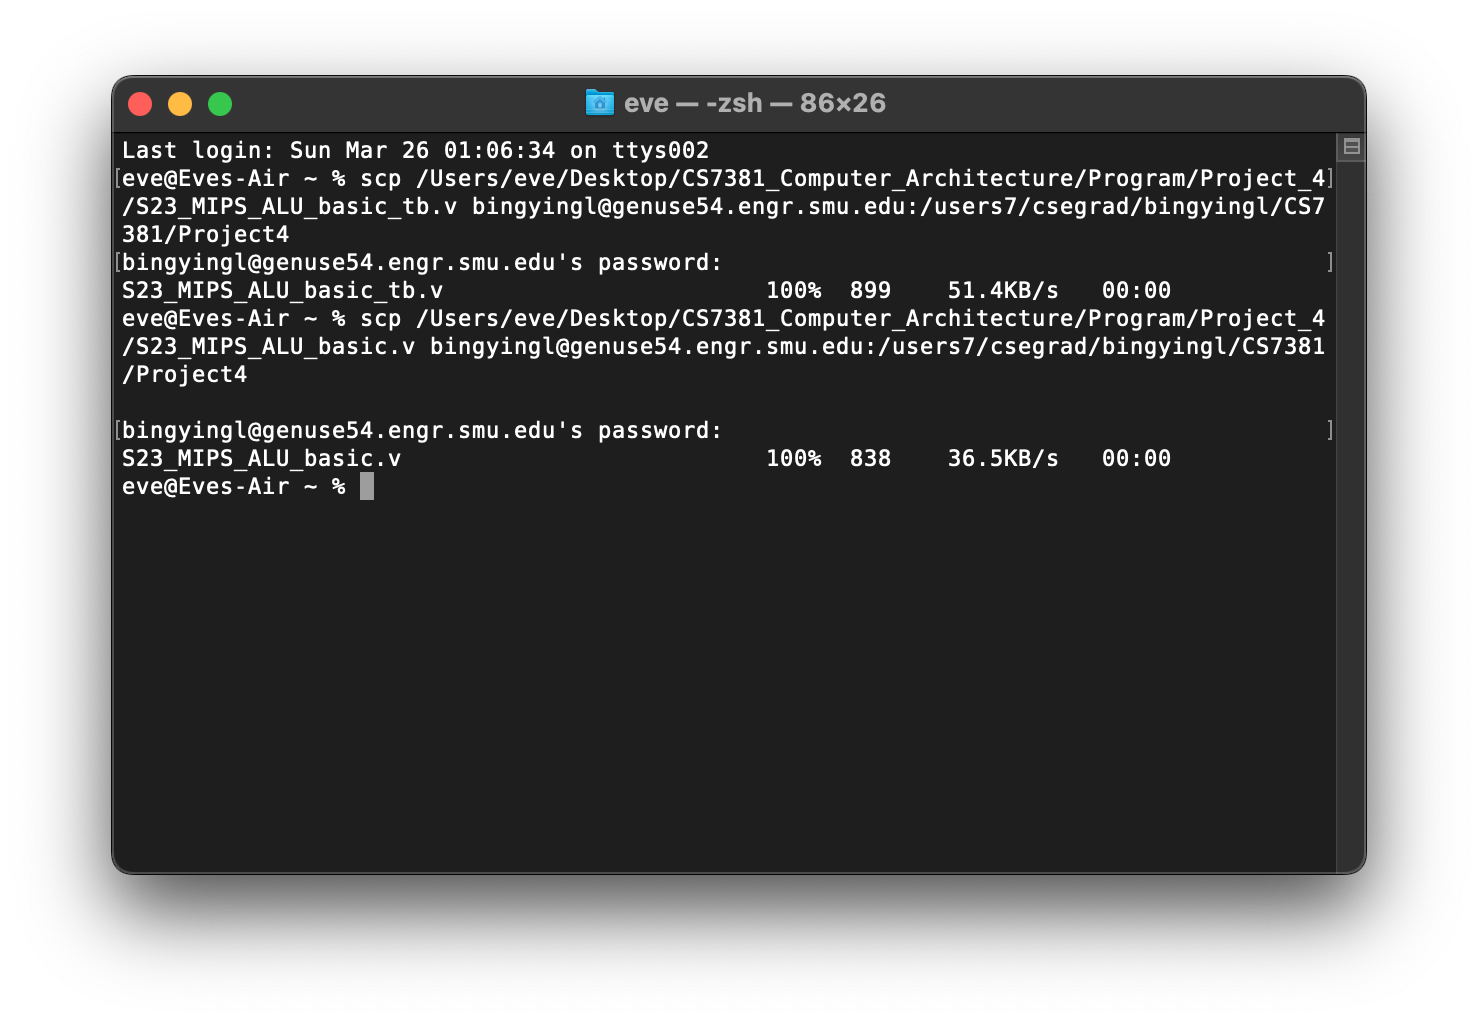 eve — -zsh — 86×26
Last login: Sun Mar 26 01:06:34 on ttys002
[eve@Eves-Air ~ % scp /Users/eve/Desktop/CS7381_Computer_Architecture/Program/Project_4]
/S23_MIPS_ALU_basic_tb.v bingyingl@genuse54.engr.smu.edu:/users7/csegrad/bingyingl/CS7
381/Project4
[bingyingl@genuse54.engr.smu.edu's password: ]
S23_MIPS_ALU_basic_tb.v 100% 899 51.4KB/s 00:00
eve@Eves-Air ~ % scp /Users/eve/Desktop/CS7381_Computer_Architecture/Program/Project_4
/S23_MIPS_ALU_basic.v bingyingl@genuse54.engr.smu.edu:/users7/csegrad/bingyingl/CS7381
/Project4
[bingyingl@genuse54.engr.smu.edu's password: ]
S23_MIPS_ALU_basic.v 100% 838 36.5KB/s 00:00
eve@Eves-Air ~ %